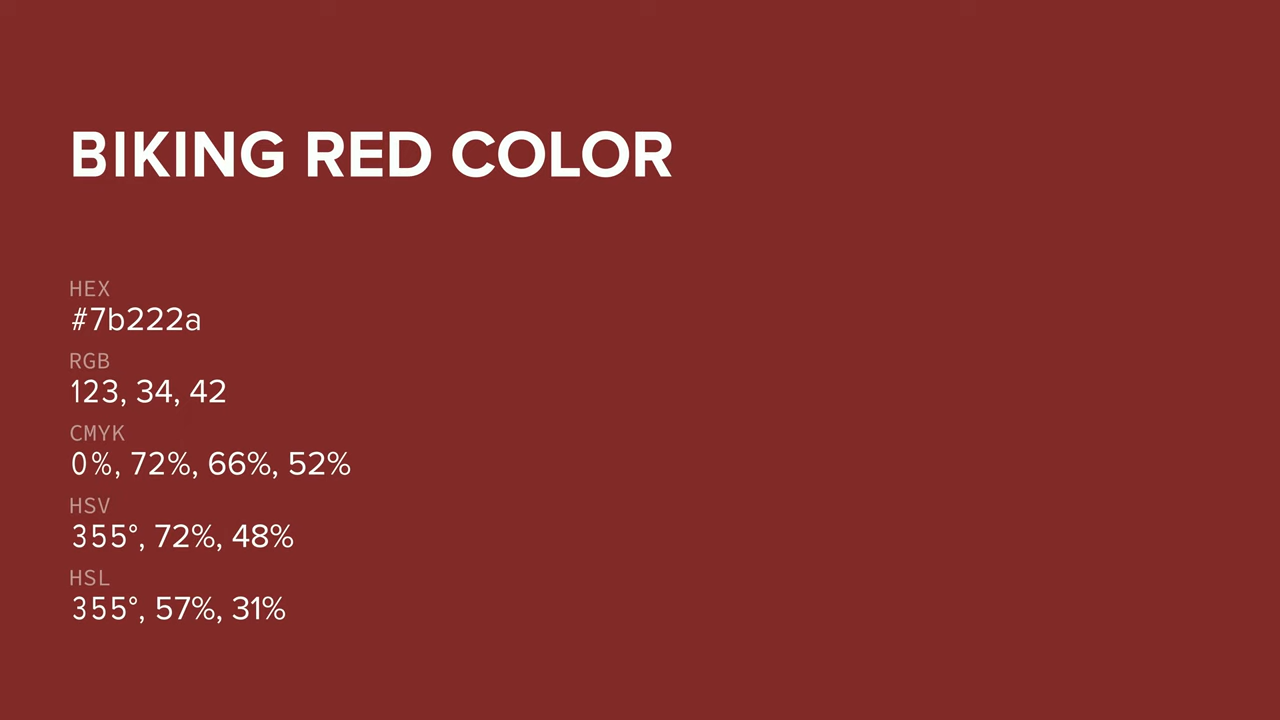 BIKING RED COLOR
HEX
#7b222a
RGB
123, 34, 42
CMYK
0%, 72%, 66%, 52%
HSV
355°, 72%, 48%
HSL
355°, 57%, 31%